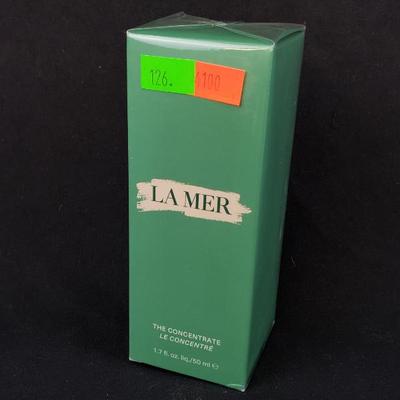 126. $100
LA MER
THE CONCENTRATE
LE CONCENTRÉ
1.7 fl. oz. liq./50 ml ℮